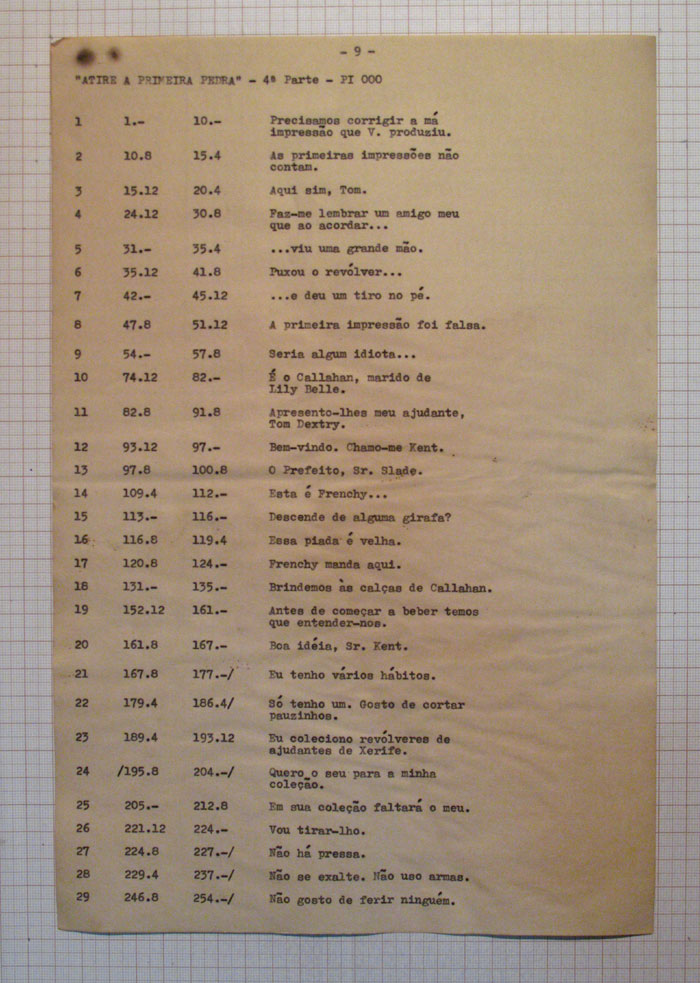 - 9 -
"ATIRE A PRIMEIRA PEDRA" - 4ª Parte - PI 000
1 1.- 10.- Precisamos corrigir a má
impressão que V. produziu.
2 10.8 15.4 As primeiras impressões não
contam.
3 15.12 20.4 Aqui sim, Tom.
4 24.12 30.8 Faz-me lembrar um amigo meu
que ao acordar...
5 31.- 35.4 ...viu uma grande mão.
6 35.12 41.8 Puxou o revólver...
7 42.- 45.12 ...e deu um tiro no pé.
8 47.8 51.12 A primeira impressão foi falsa.
9 54.- 57.8 Seria algum idiota...
10 74.12 82.- É o Callahan, marido de
Lily Belle.
11 82.8 91.8 Apresento-lhes meu ajudante,
Tom Dextry.
12 93.12 97.- Bem-vindo. Chamo-me Kent.
13 97.8 100.8 O Prefeito, Sr. Slade.
14 109.4 112.- Esta é Frenchy...
15 113.- 116.- Descende de alguma girafa?
16 116.8 119.4 Essa piada é velha.
17 120.8 124.- Frenchy manda aqui.
18 131.- 135.- Brindemos às calças de Callahan.
19 152.12 161.- Antes de começar a beber temos
que entender-nos.
20 161.8 167.- Boa idéia, Sr. Kent.
21 167.8 177.-/ Eu tenho vários hábitos.
22 179.4 186.4/ Só tenho um. Gosto de cortar
pauzinhos.
23 189.4 193.12 Eu coleciono revólveres de
ajudantes de Xerife.
24 /195.8 204.-/ Quero o seu para a minha
coleção.
25 205.- 212.8 Em sua coleção faltará o meu.
26 221.12 224.- Vou tirar-lho.
27 224.8 227.-/ Não há pressa.
28 229.4 237.-/ Não se exalte. Não uso armas.
29 246.8 254.-/ Não gosto de ferir ninguém.